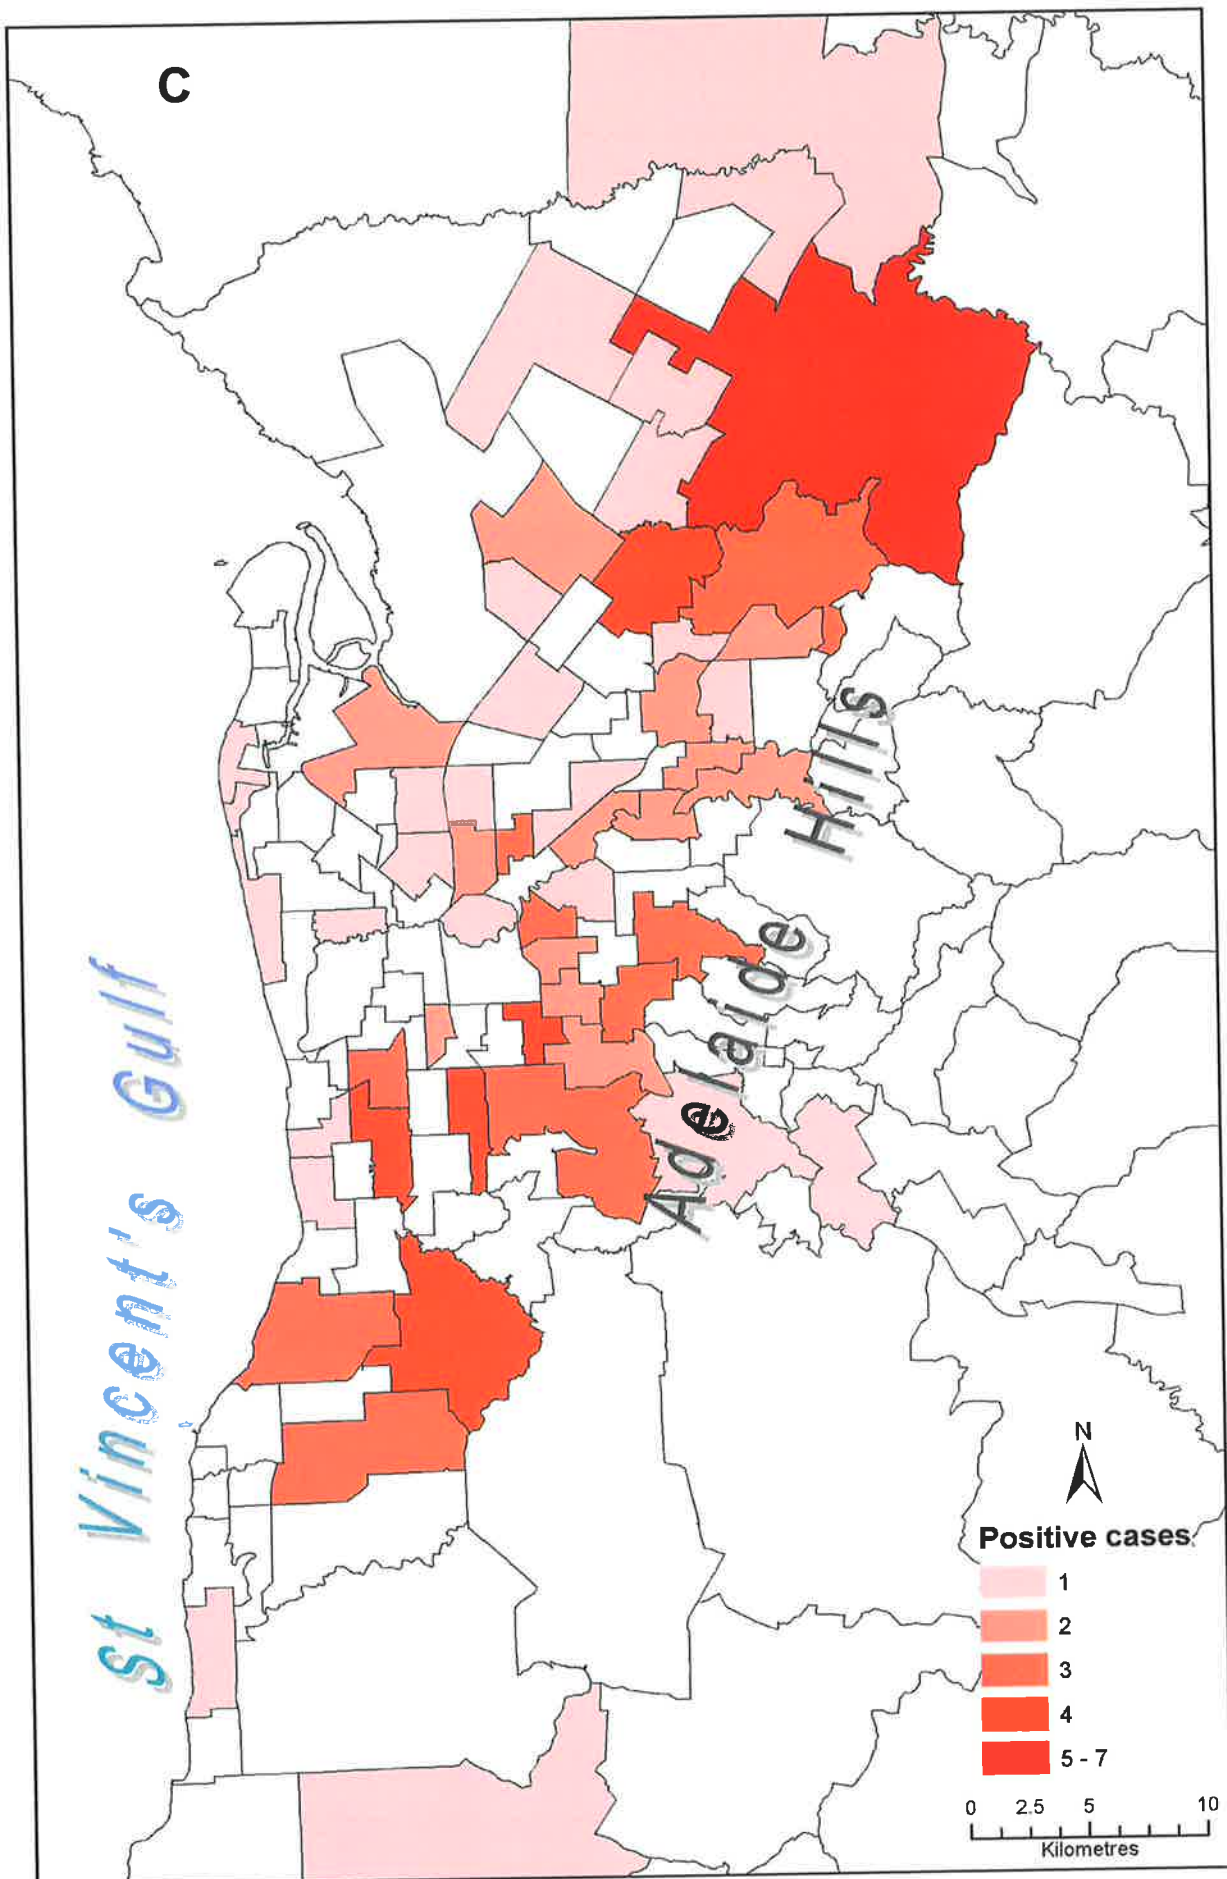 C
St Vincent's Gulf
Adelaide Hills
N
Positive cases
1
2
3
4
5 - 7
0 2.5 5 10
Kilometres